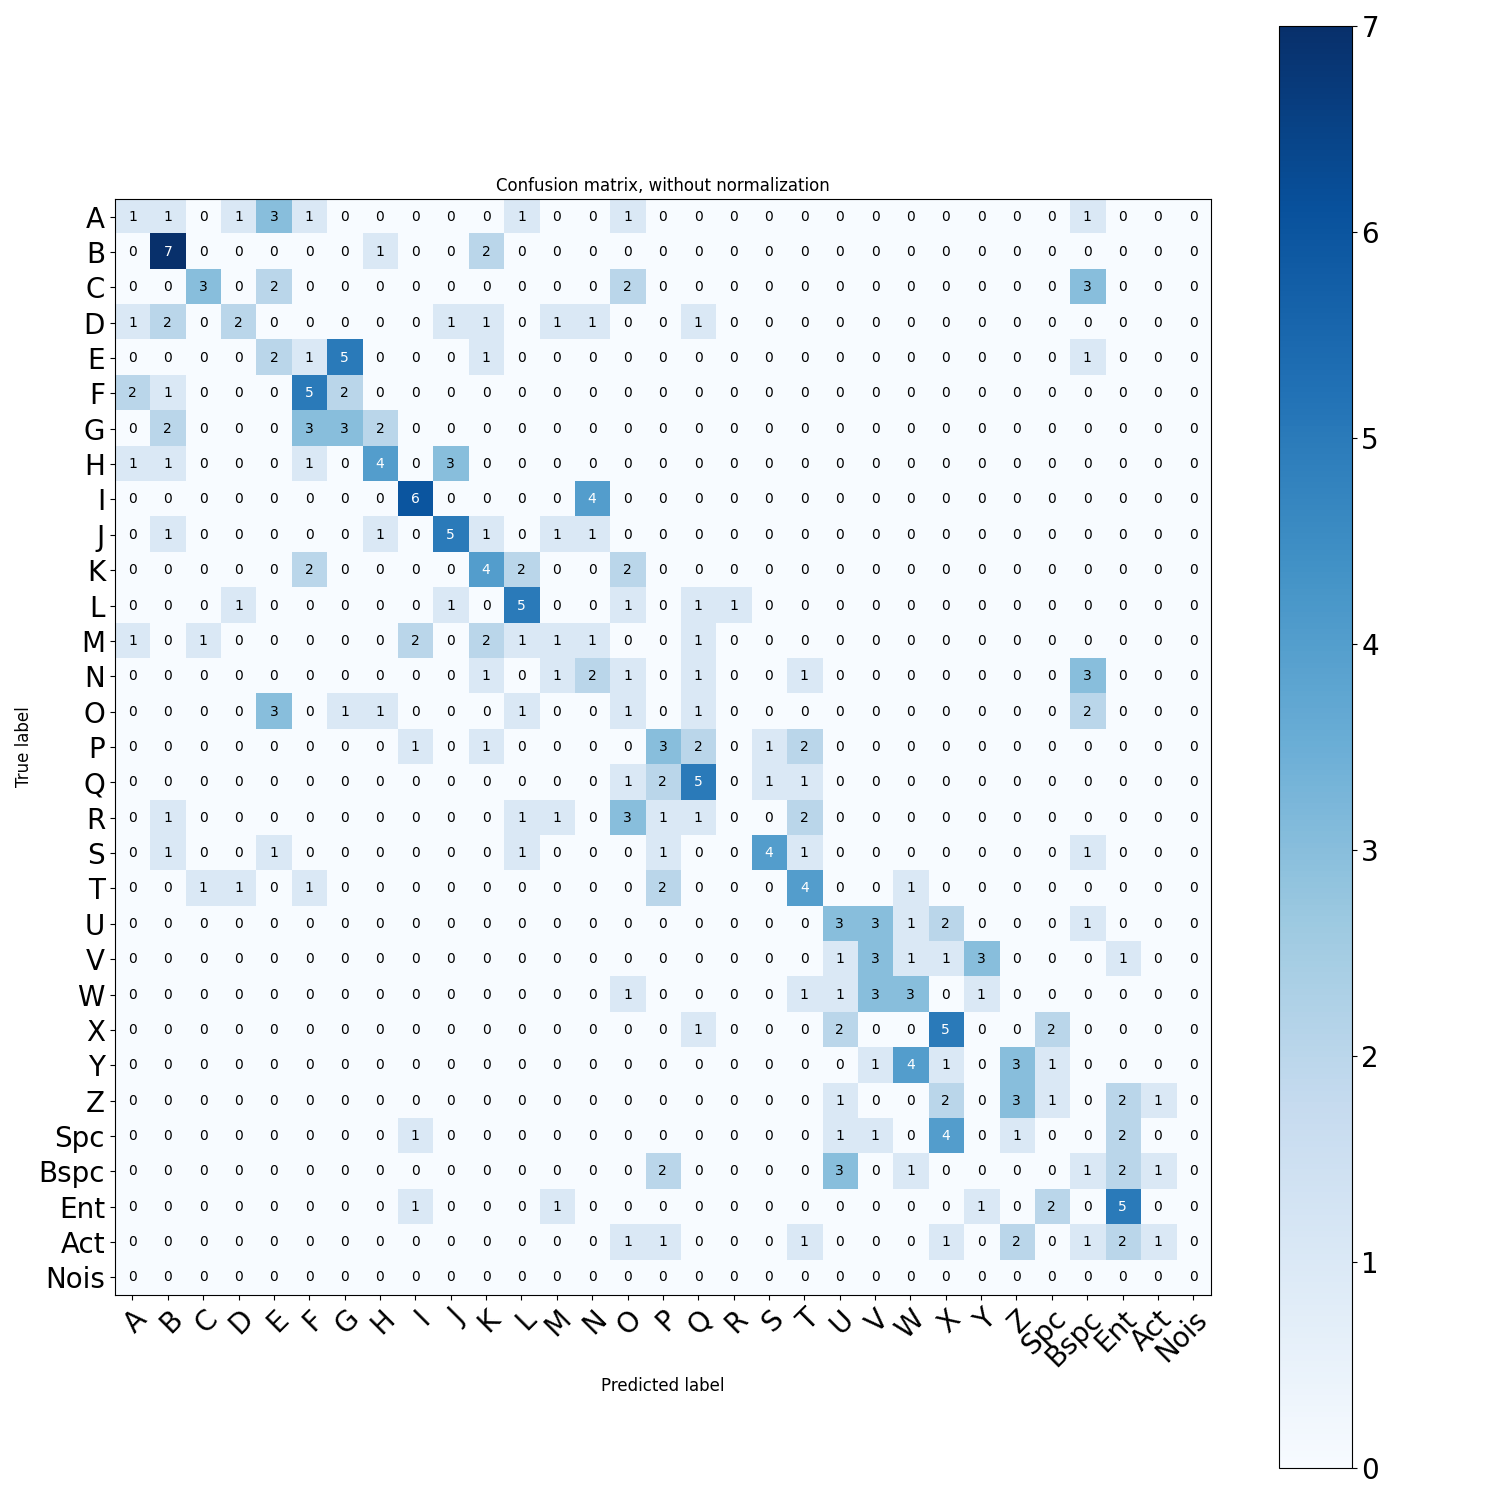 Confusion matrix, without normalization
A 1 1 0 1 3 1 0 0 0 0 0 1 0 0 1 0 0 0 0 0 0 0 0 0 0 0 0 1 0 0 0
B 0 7 0 0 0 0 0 1 0 0 2 0 0 0 0 0 0 0 0 0 0 0 0 0 0 0 0 0 0 0 0
C 0 0 3 0 2 0 0 0 0 0 0 0 0 0 2 0 0 0 0 0 0 0 0 0 0 0 0 3 0 0 0
D 1 2 0 2 0 0 0 0 0 1 1 0 1 1 0 0 1 0 0 0 0 0 0 0 0 0 0 0 0 0 0
E 0 0 0 0 2 1 5 0 0 0 1 0 0 0 0 0 0 0 0 0 0 0 0 0 0 0 0 1 0 0 0
F 2 1 0 0 0 5 2 0 0 0 0 0 0 0 0 0 0 0 0 0 0 0 0 0 0 0 0 0 0 0 0
G 0 2 0 0 0 3 3 2 0 0 0 0 0 0 0 0 0 0 0 0 0 0 0 0 0 0 0 0 0 0 0
H 1 1 0 0 0 1 0 4 0 3 0 0 0 0 0 0 0 0 0 0 0 0 0 0 0 0 0 0 0 0 0
I 0 0 0 0 0 0 0 0 6 0 0 0 0 4 0 0 0 0 0 0 0 0 0 0 0 0 0 0 0 0 0
J 0 1 0 0 0 0 0 1 0 5 1 0 1 1 0 0 0 0 0 0 0 0 0 0 0 0 0 0 0 0 0
K 0 0 0 0 0 2 0 0 0 0 4 2 0 0 2 0 0 0 0 0 0 0 0 0 0 0 0 0 0 0 0
L 0 0 0 1 0 0 0 0 0 1 0 5 0 0 1 0 1 1 0 0 0 0 0 0 0 0 0 0 0 0 0
M 1 0 1 0 0 0 0 0 2 0 2 1 1 1 0 0 1 0 0 0 0 0 0 0 0 0 0 0 0 0 0
N 0 0 0 0 0 0 0 0 0 0 1 0 1 2 1 0 1 0 0 1 0 0 0 0 0 0 0 3 0 0 0
O 0 0 0 0 3 0 1 1 0 0 0 1 0 0 1 0 1 0 0 0 0 0 0 0 0 0 0 2 0 0 0
P 0 0 0 0 0 0 0 0 1 0 1 0 0 0 0 3 2 0 1 2 0 0 0 0 0 0 0 0 0 0 0
Q 0 0 0 0 0 0 0 0 0 0 0 0 0 0 1 2 5 0 1 1 0 0 0 0 0 0 0 0 0 0 0
R 0 1 0 0 0 0 0 0 0 0 0 1 1 0 3 1 1 0 0 2 0 0 0 0 0 0 0 0 0 0 0
S 0 1 0 0 1 0 0 0 0 0 0 1 0 0 0 1 0 0 4 1 0 0 0 0 0 0 0 1 0 0 0
T 0 0 1 1 0 1 0 0 0 0 0 0 0 0 0 2 0 0 0 4 0 0 1 0 0 0 0 0 0 0 0
U 0 0 0 0 0 0 0 0 0 0 0 0 0 0 0 0 0 0 0 0 3 3 1 2 0 0 0 1 0 0 0
V 0 0 0 0 0 0 0 0 0 0 0 0 0 0 0 0 0 0 0 0 1 3 1 1 3 0 0 0 1 0 0
W 0 0 0 0 0 0 0 0 0 0 0 0 0 0 1 0 0 0 0 1 1 3 3 0 1 0 0 0 0 0 0
X 0 0 0 0 0 0 0 0 0 0 0 0 0 0 0 0 1 0 0 0 2 0 0 5 0 0 2 0 0 0 0
Y 0 0 0 0 0 0 0 0 0 0 0 0 0 0 0 0 0 0 0 0 0 1 4 1 0 3 1 0 0 0 0
Z 0 0 0 0 0 0 0 0 0 0 0 0 0 0 0 0 0 0 0 0 1 0 0 2 0 3 1 0 2 1 0
Spc 0 0 0 0 0 0 0 0 1 0 0 0 0 0 0 0 0 0 0 0 1 1 0 4 0 1 0 0 2 0 0
Bspc 0 0 0 0 0 0 0 0 0 0 0 0 0 0 0 2 0 0 0 0 3 0 1 0 0 0 0 1 2 1 0
Ent 0 0 0 0 0 0 0 0 1 0 0 0 1 0 0 0 0 0 0 0 0 0 0 0 1 0 2 0 5 0 0
Act 0 0 0 0 0 0 0 0 0 0 0 0 0 0 1 1 0 0 0 1 0 0 0 1 0 2 0 1 2 1 0
Nois 0 0 0 0 0 0 0 0 0 0 0 0 0 0 0 0 0 0 0 0 0 0 0 0 0 0 0 0 0 0 0
A B C D E F G H I J K L M N O P Q R S T U V W X Y Z Spc Bspc Ent Act Nois
Predicted label
True label
7
6
5
4
3
2
1
0